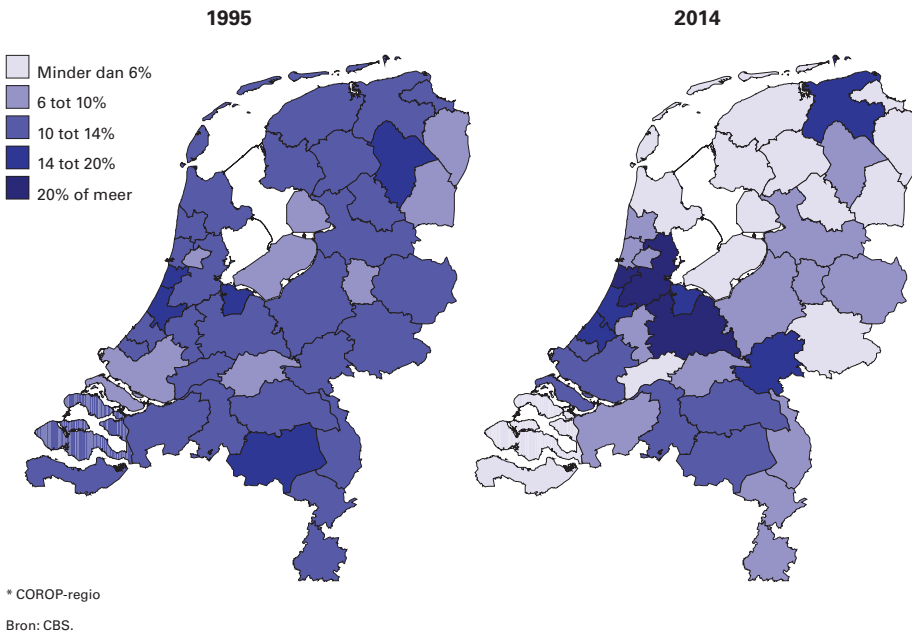 1995
2014
Minder dan 6%
6 tot 10%
10 tot 14%
14 tot 20%
20% of meer
* COROP-regio
Bron: CBS.